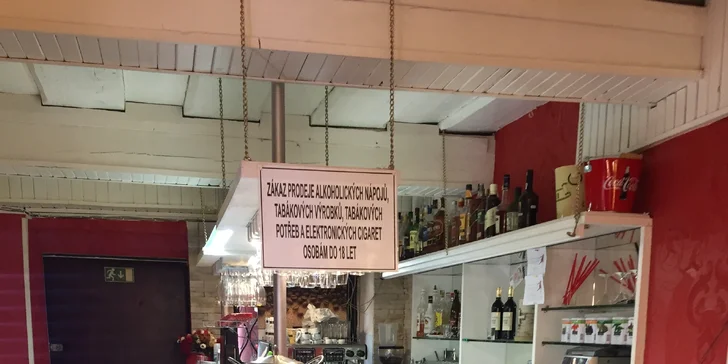 ZÁKAZ PRODEJE ALKOHOLICKÝCH NÁPOJŮ,
TABÁKOVÝCH VÝROBKŮ, TABÁKOVÝCH
POTŘEB A ELEKTRONICKÝCH CIGARET
OSOBÁM DO 18 LET
Coca-Cola